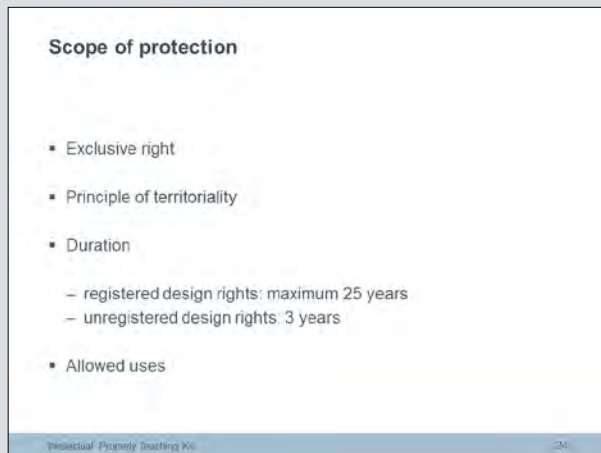 Scope of protection
▪ Exclusive right
▪ Principle of territoriality
▪ Duration
– registered design rights: maximum 25 years
– unregistered design rights: 3 years
▪ Allowed uses
Intellectual Property Teaching Kit